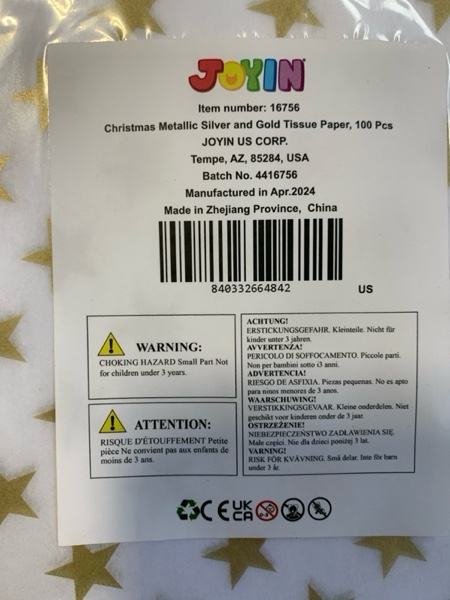 JOYIN
Item number: 16756
Christmas Metallic Silver and Gold Tissue Paper, 100 Pcs
JOYIN US CORP.
Tempe, AZ, 85284, USA
Batch No. 4416756
Manufactured in Apr.2024
Made in Zhejiang Province, China
840332664842
US
WARNING:
CHOKING HAZARD Small Part Not
for children under 3 years.
ATTENTION:
RISQUE D'ÉTOUFFEMENT Petite
pièce Ne convient pas aux enfants de
moins de 3 ans.
ACHTUNG!
ERSTICKUNGSGEFAHR. Kleinteile. Nicht für
kinder unter 3 jahren.
AVVERTENZA!
PERICOLO DI SOFFOCAMENTO. Piccole parti.
Non per bambini sotto i3 anni.
ADVERTENCIA!
RIESGO DE ASFIXIA. Piezas pequenas. No es apto
para ninos menores de 3 anos.
WAARSCHUWING!
VERSTIKKINGSGEVAAR. Kleine onderdelen. Niet
geschikt voor kinderen onder de 3 jaar.
OSTRZEŻENIE!
NIEBEZPIECZEŃSTWO ZADŁAWIENIA SIĘ.
Małe części. Nie dla dzieci poniżej 3 lat.
VARNING!
RISK FÖR KVÄVNING. Små delar. Inte för barn
under 3 år.
CE UK
CA